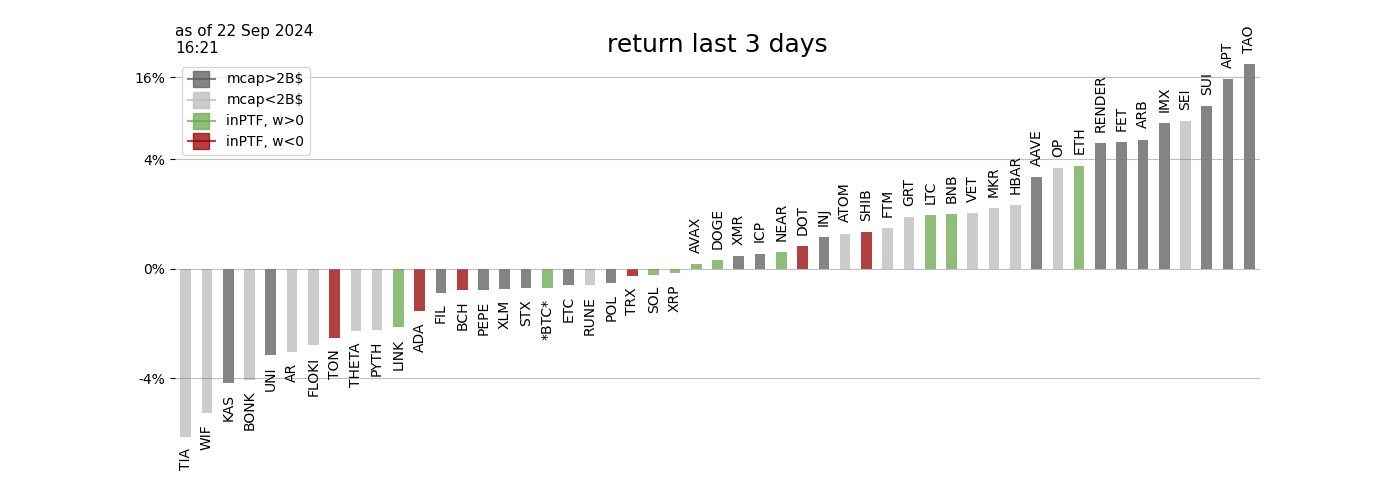 as of 22 Sep 2024
16:21
return last 3 days
mcap>2B$
mcap<2B$
inPTF, w>0
inPTF, w<0
16%
4%
0%
-4%
TIA
WIF
KAS
BONK
UNI
AR
FLOKI
TON
THETA
PYTH
LINK
ADA
FIL
BCH
PEPE
XLM
STX
*BTC*
ETC
RUNE
POL
TRX
SOL
XRP
AVAX
DOGE
XMR
ICP
NEAR
DOT
INJ
ATOM
SHIB
FTM
GRT
LTC
BNB
VET
MKR
HBAR
AAVE
OP
ETH
RENDER
FET
ARB
IMX
SEI
SUI
APT
TAO